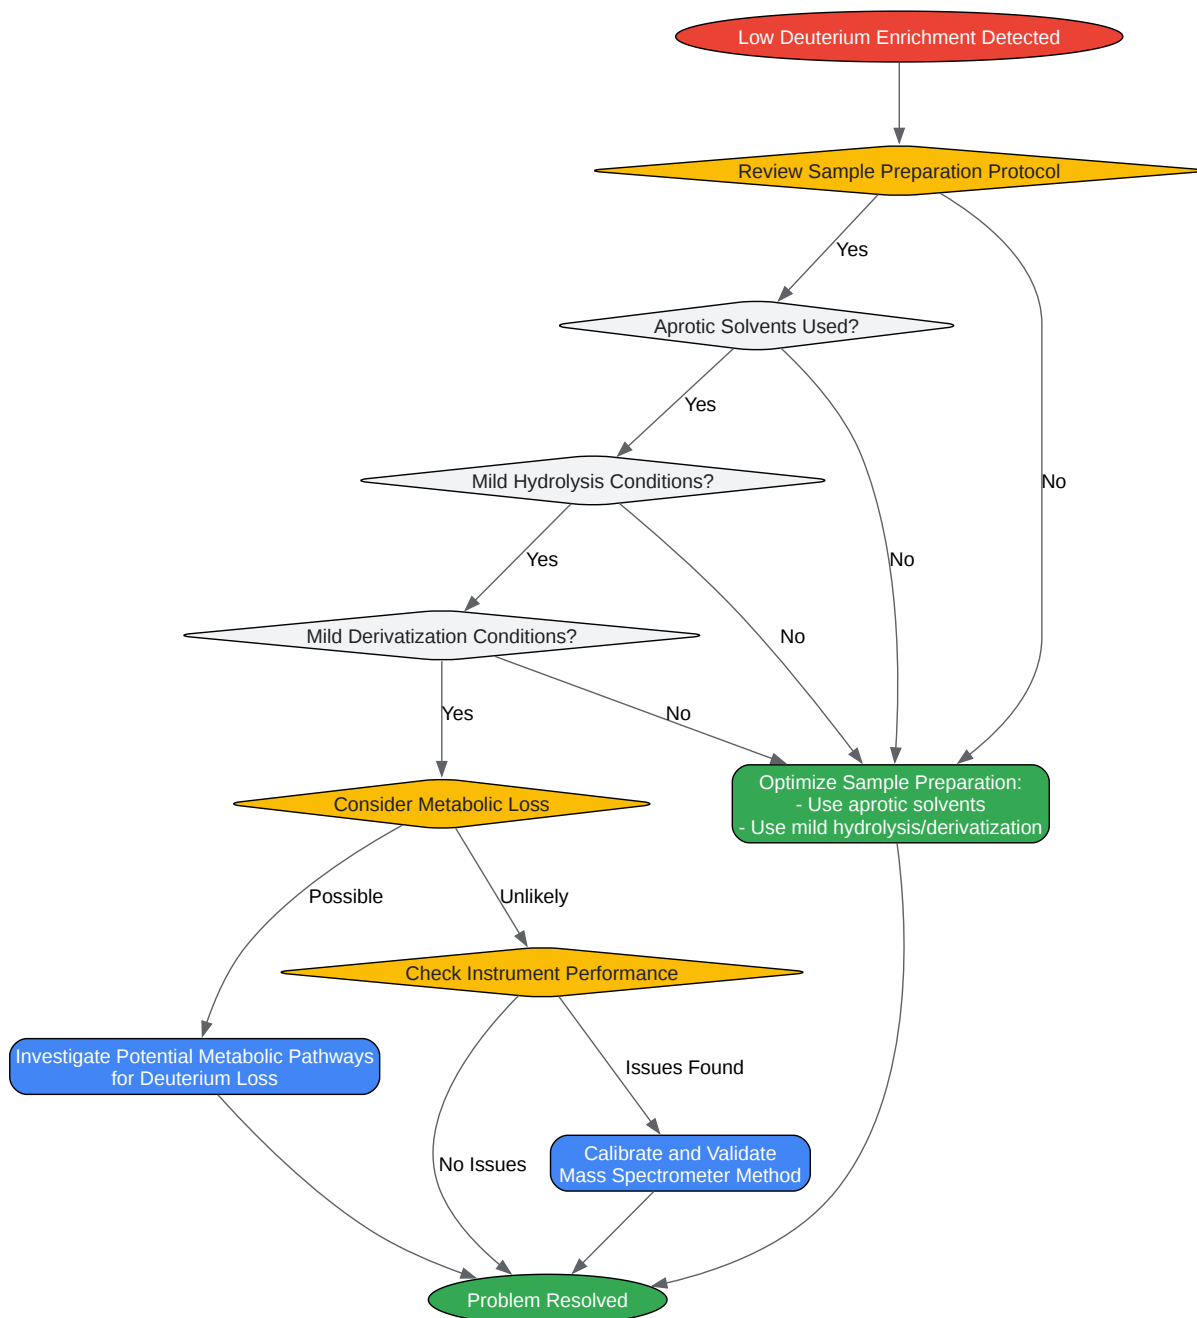 Low Deuterium Enrichment Detected
Review Sample Preparation Protocol
Yes
Aprotic Solvents Used?
Yes
Mild Hydrolysis Conditions?
No
Yes
No
Mild Derivatization Conditions?
No
Yes
No
Optimize Sample Preparation:
- Use aprotic solvents
- Use mild hydrolysis/derivatization
Consider Metabolic Loss
Possible
Unlikely
Check Instrument Performance
Investigate Potential Metabolic Pathways
for Deuterium Loss
Issues Found
No Issues
Calibrate and Validate
Mass Spectrometer Method
Problem Resolved